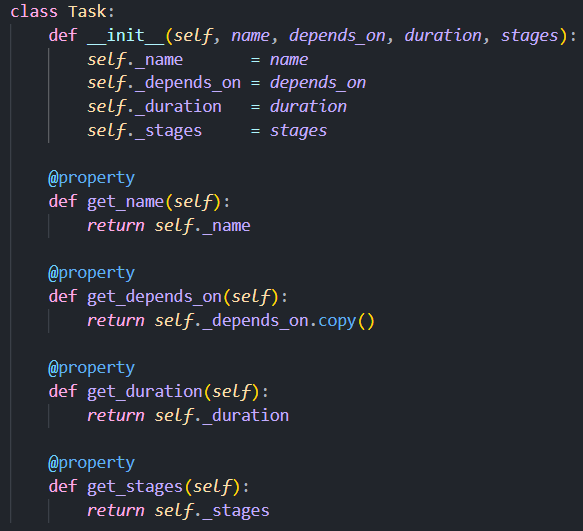 class Task:
    def __init__(self, name, depends_on, duration, stages):
        self._name       = name
        self._depends_on = depends_on
        self._duration   = duration
        self._stages     = stages

    @property
    def get_name(self):
        return self._name

    @property
    def get_depends_on(self):
        return self._depends_on.copy()

    @property
    def get_duration(self):
        return self._duration

    @property
    def get_stages(self):
        return self._stages